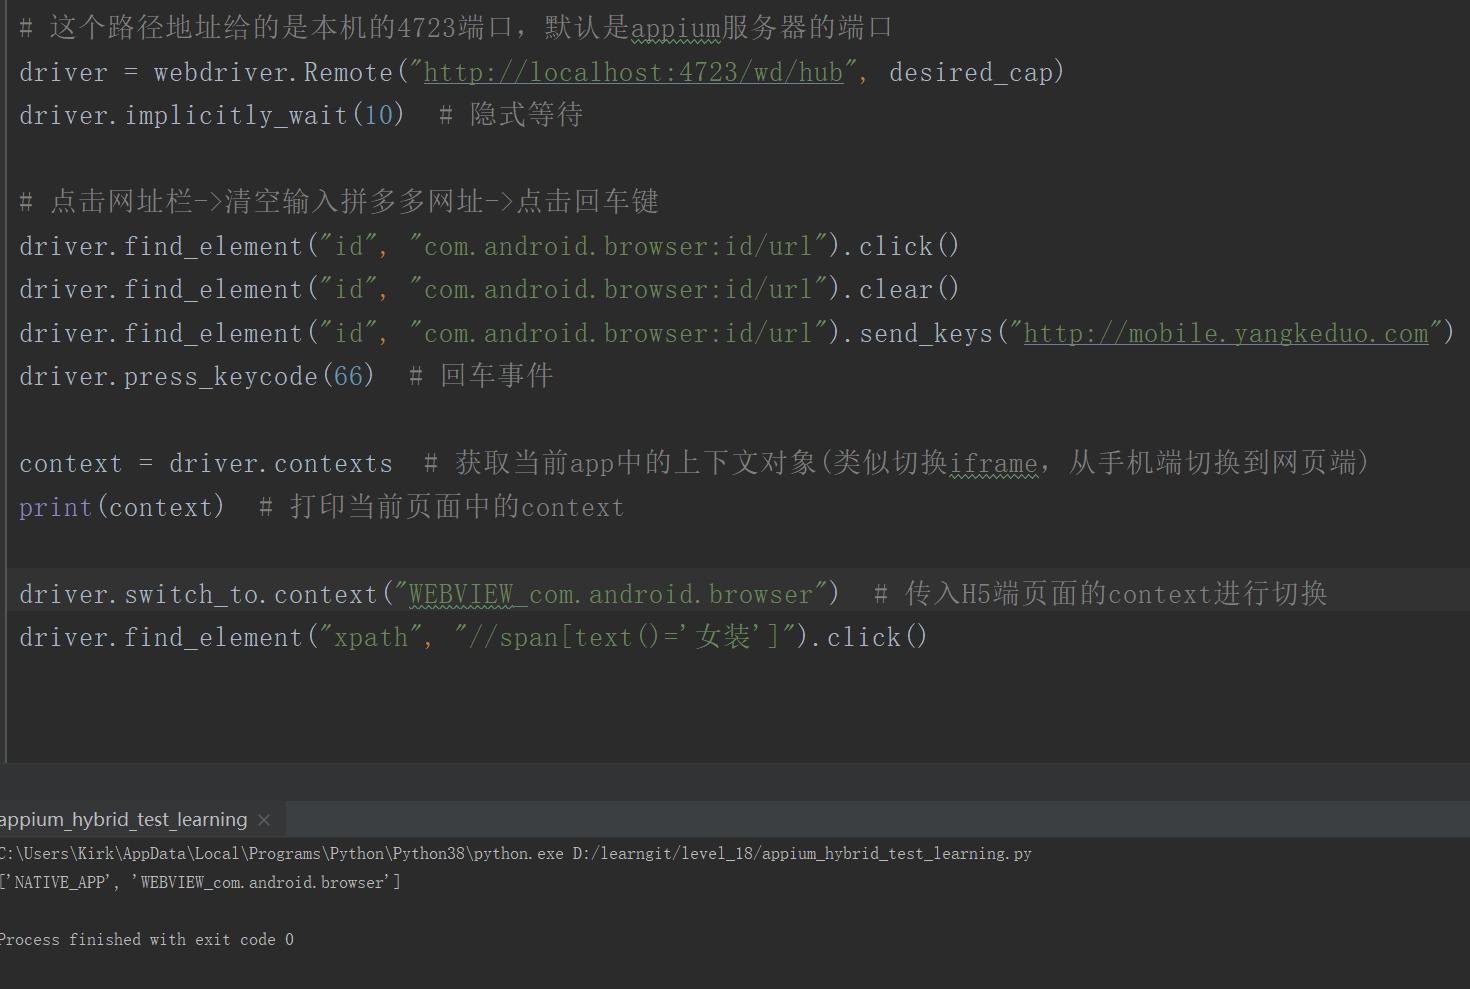 # 这个路径地址给的是本机的4723端口，默认是appium服务器的端口
driver = webdriver.Remote("http://localhost:4723/wd/hub", desired_cap)
driver.implicitly_wait(10)  # 隐式等待
# 点击网址栏->清空输入拼多多网址->点击回车键
driver.find_element("id", "com.android.browser:id/url").click()
driver.find_element("id", "com.android.browser:id/url").clear()
driver.find_element("id", "com.android.browser:id/url").send_keys("http://mobile.yangkeduo.com")
driver.press_keycode(66)  # 回车事件
context = driver.contexts  # 获取当前app中的上下文对象(类似切换iframe，从手机端切换到网页端)
print(context)  # 打印当前页面中的context
driver.switch_to.context("WEBVIEW_com.android.browser")  # 传入H5端页面的context进行切换
driver.find_element("xpath", "//span[text()='女装']").click()
appium_hybrid_test_learning ×
C:\Users\Kirk\AppData\Local\Programs\Python\Python38\python.exe D:/learngit/level_18/appium_hybrid_test_learning.py
['NATIVE_APP', 'WEBVIEW_com.android.browser']
Process finished with exit code 0